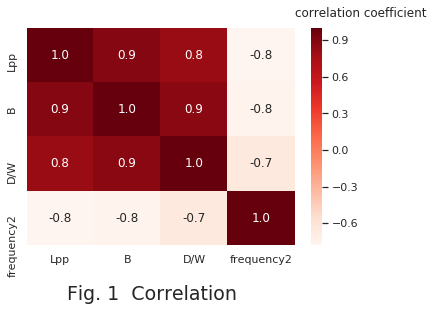 correlation coefficient
Lpp 1.0 0.9 0.8 -0.8
B 0.9 1.0 0.9 -0.8
D/W 0.8 0.9 1.0 -0.7
frequency2 -0.8 -0.8 -0.7 1.0
Lpp B D/W frequency2
0.9
0.6
0.3
0.0
−0.3
−0.6
Fig. 1 Correlation